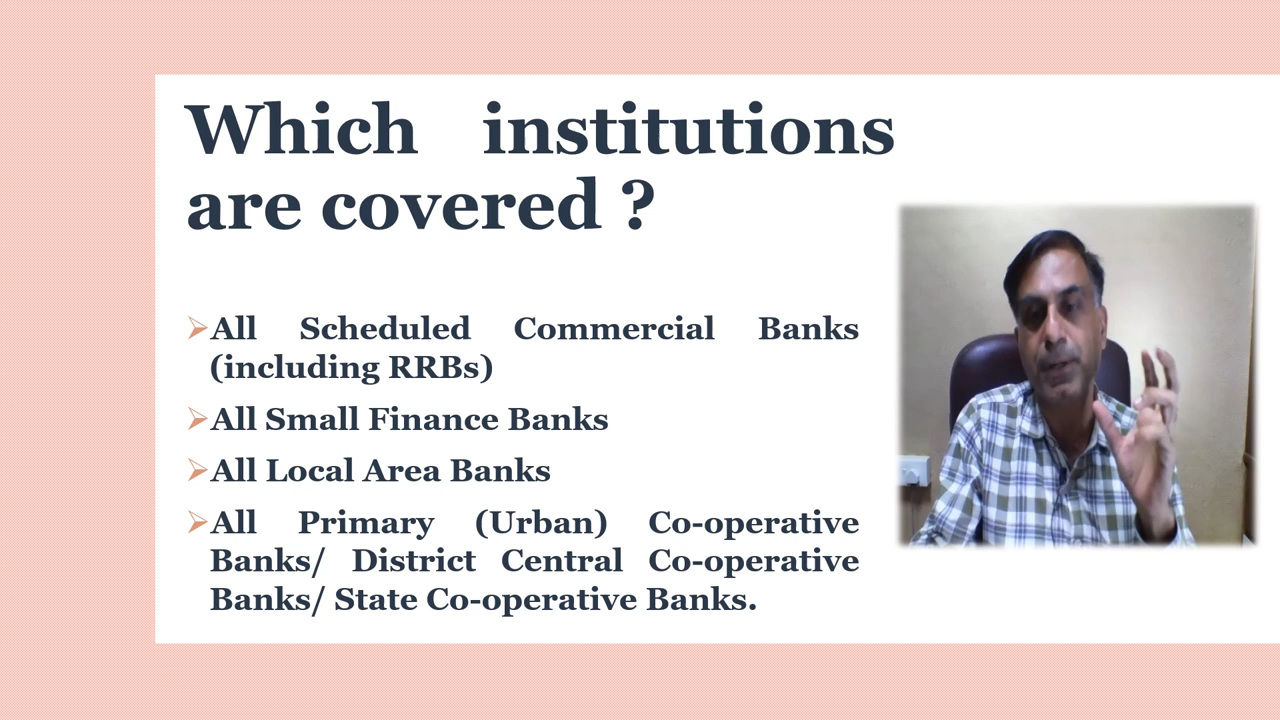 Which institutions
are covered ?
All Scheduled Commercial Banks
(including RRBs)
All Small Finance Banks
All Local Area Banks
All Primary (Urban) Co-operative
Banks/ District Central Co-operative
Banks/ State Co-operative Banks.